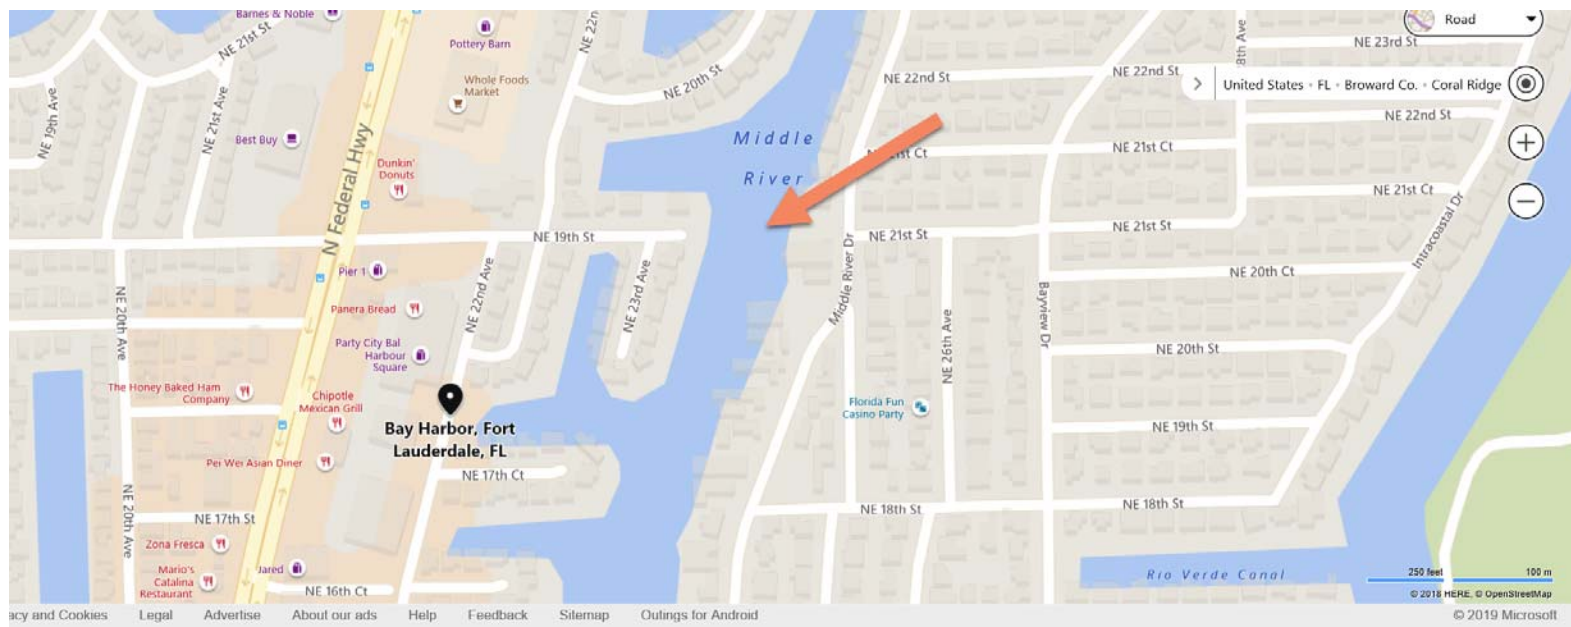 Barnes & Noble
NE 21st St
NE 22n
Pottery Barn
8th Ave
Road
NE 23rd St
Whole Foods
Market
NE 20th St
NE 22nd St
NE 22nd St
United States • FL • Broward Co. • Coral Ridge
NE 19th Ave
NE 21st Ave
NE 22nd St
Best Buy
N Federal Hwy
Middle
River
Dunkin'
Donuts
st Ct
NE 21st Ct
NE 21st Ct
NE 19th St
NE 21st St
NE 21st St
Intracoastal Dr
Pier 1
NE 20th Ct
NE 20th Ave
Panera Bread
NE 22nd Ave
NE 23rd Ave
Middle River Dr
Bayview Dr
NE 26th Ave
Party City Bal
Harbour
Square
NE 20th St
The Honey Baked Ham
Company
Chipotle
Mexican Grill
Florida Fun
Casino Party
Bay Harbor, Fort
Lauderdale, FL
NE 19th St
Pei Wei Asian Diner
NE 17th Ct
NE 20th Ave
NE 17th St
NE 18th St
NE 18th St
Zona Fresca
Mario's
Catalina
Restaurant
Jared
NE 16th Ct
Rio Verde Canal
250 feet
100 m
© 2018 HERE, © OpenStreetMap
acy and Cookies
Legal
Advertise
About our ads
Help
Feedback
Sitemap
Outings for Android
© 2019 Microsoft